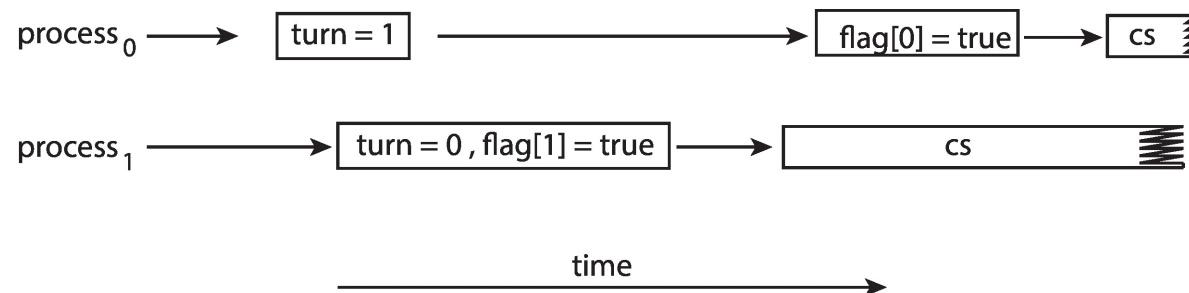 process0 turn = 1 flag[0] = true cs
process1 turn = 0 , flag[1] = true cs
time